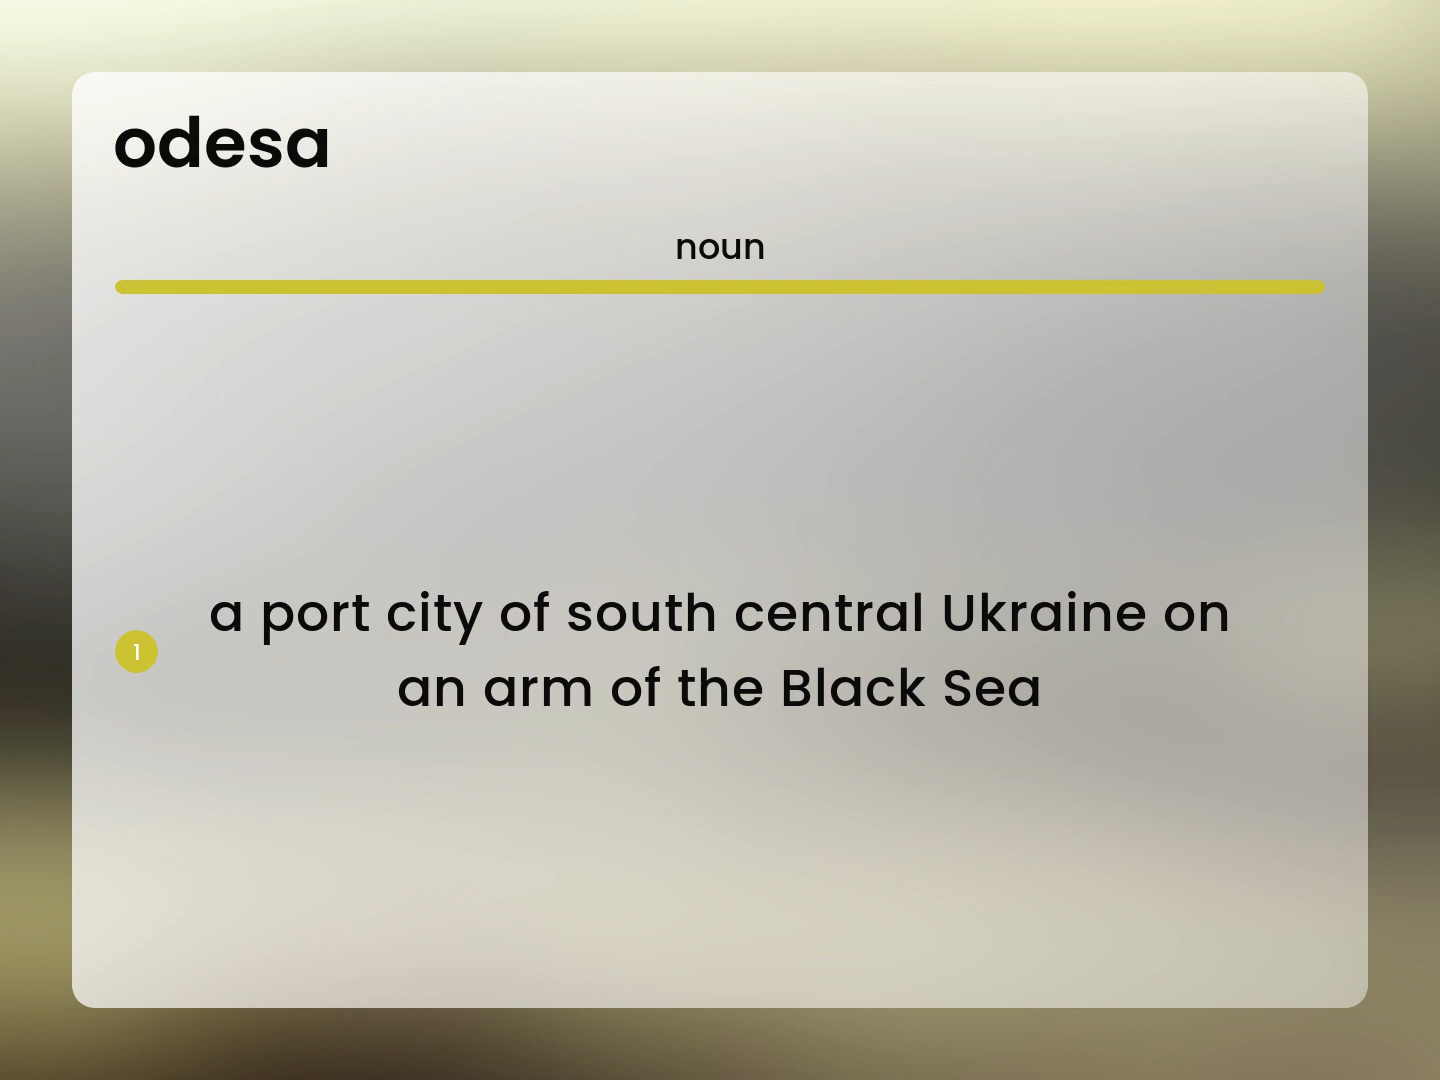 odesa
noun
1
a port city of south central Ukraine on
an arm of the Black Sea